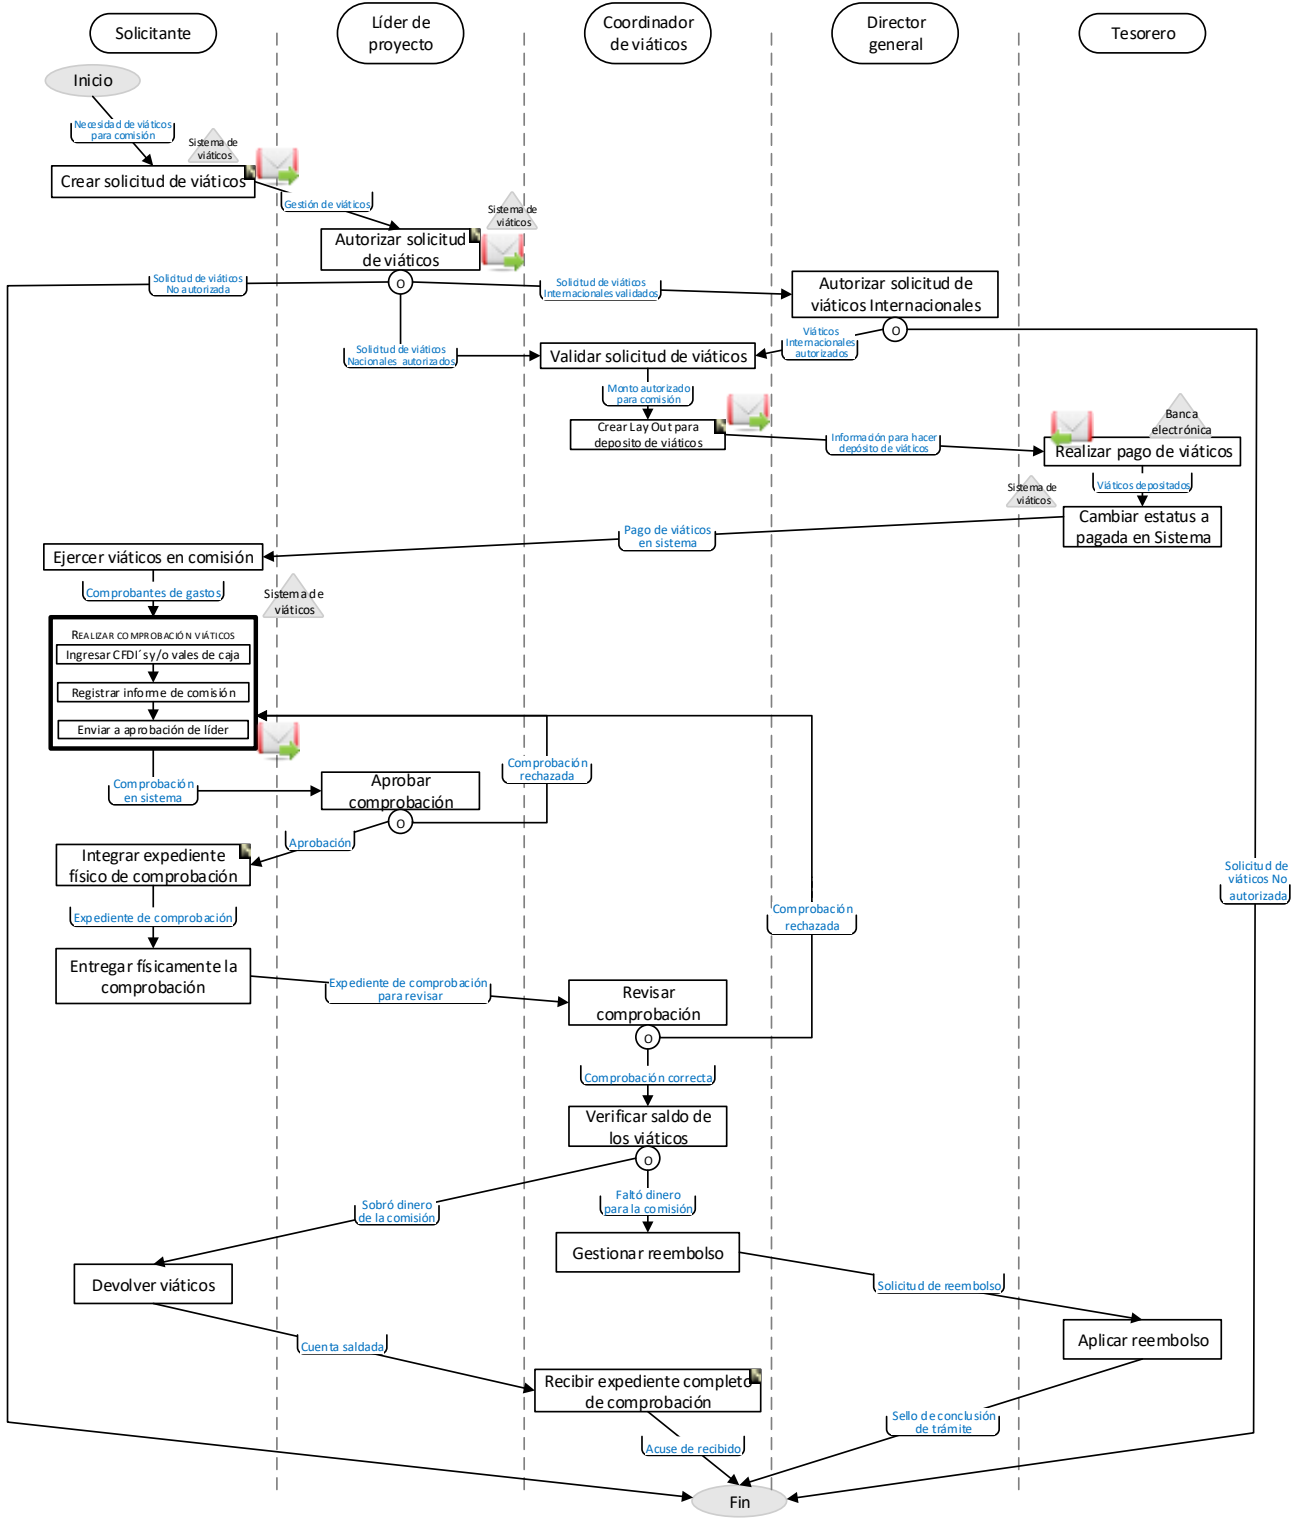 Solicitante
Líder de
proyecto
Coordinador
de viáticos
Director
general
Tesorero
Inicio
Necesidad de viáticos
para comisión
Sistema de
viáticos
Crear solicitud de viáticos
Gestión de viáticos
Sistema de
viáticos
Autorizar solicitud
de viáticos
O
Solicitud de viáticos
No autorizada
Solicitud de viáticos
Internacionales validados
Autorizar solicitud de
viáticos Internacionales
O
Solicitud de viáticos
Nacionales autorizados
Validar solicitud de viáticos
Viáticos
Internacionales
autorizados
Monto autorizado
para comisión
Crear Lay Out para
deposito de viáticos
Información para hacer
depósito de viáticos
Banca
electrónica
Realizar pago de viáticos
Viáticos depositados
Sistema de
viáticos
Cambiar estatus a
pagada en Sistema
Pago de viáticos
en sistema
Ejercer viáticos en comisión
Comprobantes de gastos
Sistema de
viáticos
REALIZAR COMPROBACIÓN VIÁTICOS
Ingresar CFDI´s y/o vales de caja
Registrar informe de comisión
Enviar a aprobación de líder
Comprobación
en sistema
Aprobar
comprobación
O
Comprobación
rechazada
Aprobación
Integrar expediente
físico de comprobación
Solicitud de
viáticos No
autorizada
Expediente de comprobación
Comprobación
rechazada
Entregar físicamente la
comprobación
Expediente de comprobación
para revisar
Revisar
comprobación
O
Comprobación correcta
Verificar saldo de
los viáticos
O
Sobró dinero
de la comisión
Faltó dinero
para la comisión
Gestionar reembolso
Devolver viáticos
Solicitud de reembolso
Cuenta saldada
Aplicar reembolso
Recibir expediente completo
de comprobación
Sello de conclusión
de trámite
Acuse de recibido
Fin